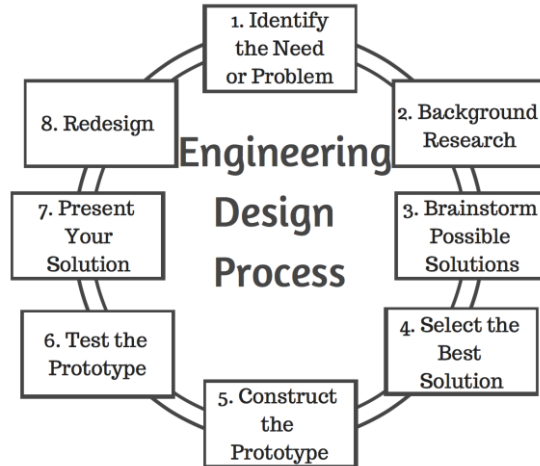 1. Identify
the Need
or Problem
2. Background
Research
3. Brainstorm
Possible
Solutions
4. Select the
Best
Solution
5. Construct
the
Prototype
6. Test the
Prototype
7. Present
Your
Solution
8. Redesign
Engineering
Design
Process